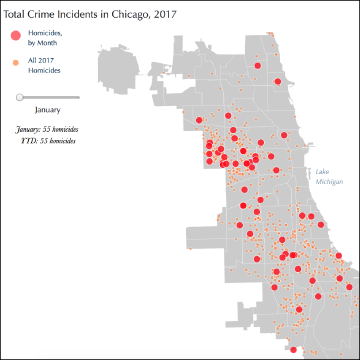 Total Crime Incidents in Chicago, 2017
Homicides,
by Month
All 2017
Homicides
January
January: 55 homicides
YTD: 55 homicides
Lake
Michigan